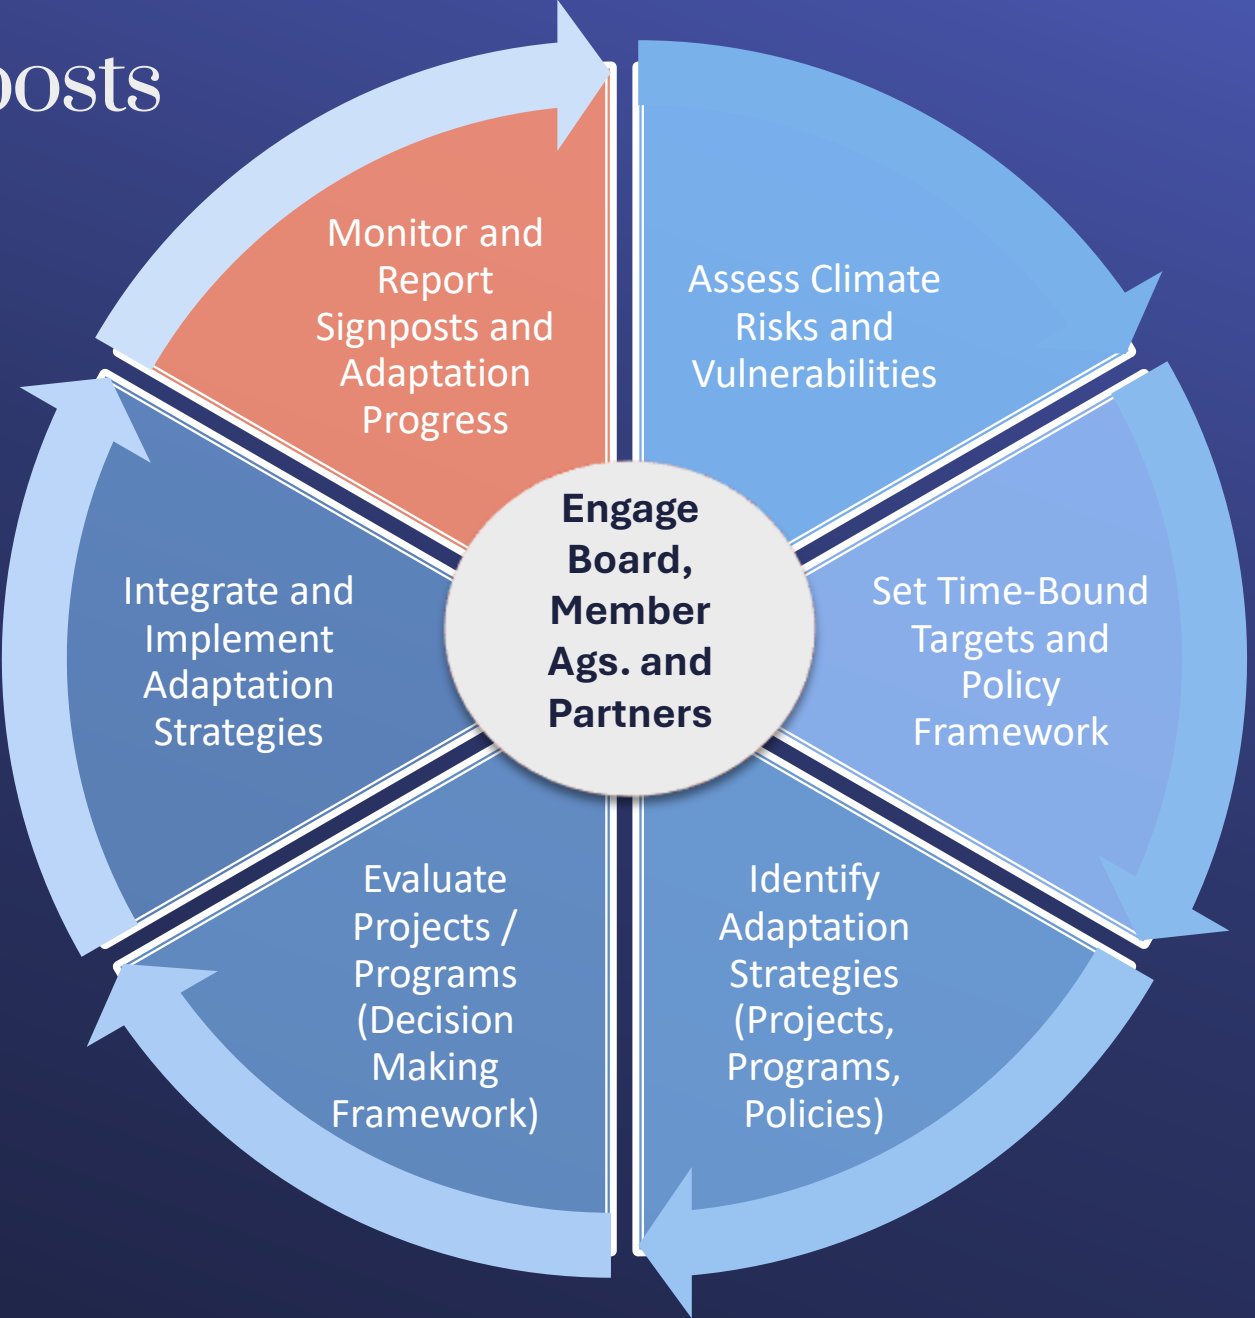 Assess Climate
Risks and
Vulnerabilities
Set Time-Bound
Targets and
Policy
Framework
Identify
Adaptation
Strategies
(Projects,
Programs,
Policies)
Evaluate
Projects /
Programs
(Decision
Making
Framework)
Integrate and
Implement
Adaptation
Strategies
Monitor and
Report
Signposts and
Adaptation
Progress
Engage
Board,
Member
Ags. and
Partners